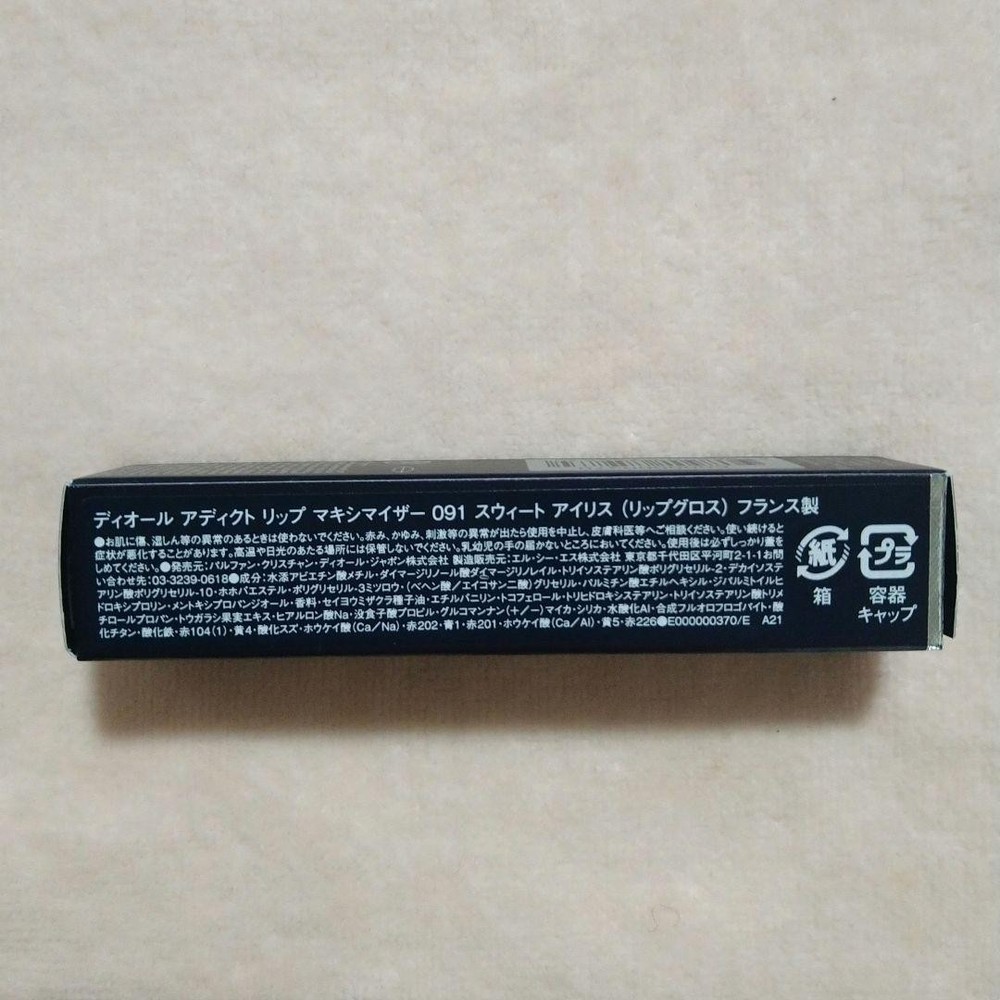 ディオール アディクト リップ マキシマイザー 091 スウィート アイリス (リップグロス) フランス製
●お肌に傷、湿しん等の異常のあるときは使わないでください。赤み、かゆみ、刺激等の異常が出たら使用を中止し、皮膚科医等へご相談ください。使い続けると
症状が悪化することがあります。高温や日光のあたる場所には保管しないでください。乳幼児の手の届かないところにおいてください。使用後は必ずしっかり蓋を
しめてください。●発売元:パルファン・クリスチャン・ディオール・ジャポン株式会社 製造販売元:エル・シー・エス株式会社 東京都千代田区平河町2-1-1お問
い合わせ先:03-3239-0618●成分:水添アビエチン酸メチル・ダイマージリノール酸ダイマージリノレイル・トリイソステアリン酸ポリグリセリル-2・デカイソステ
アリン酸ポリグリセリル-10・ホホバエステル・ポリグリセリル-3ミツロウ・(ベヘン酸/エイコサン二酸)グリセリル・パルミチン酸エチルヘキシル・ジパルミトイルヒ
ドロキシプロリン・メントキシプロパンジオール・香料・セイヨウミザクラ種子油・エチルバニリン・トコフェロール・トリヒドロキシステアリン・トリイソステアリン酸トリメ
チロールプロパン・トウガラシ果実エキス・ヒアルロン酸Na・没食子酸プロピル・グルコマンナン(+/-)マイカ・シリカ・水酸化Al・合成フルオロフロゴパイト・酸
化チタン・酸化鉄・赤104(1)・黄4・酸化スズ・ホウケイ酸(Ca/Na)・赤202・青1・赤201・ホウケイ酸(Ca/Al)・黄5・赤226●E000000370/E A21
紙
箱
プラ
容器
キャップ